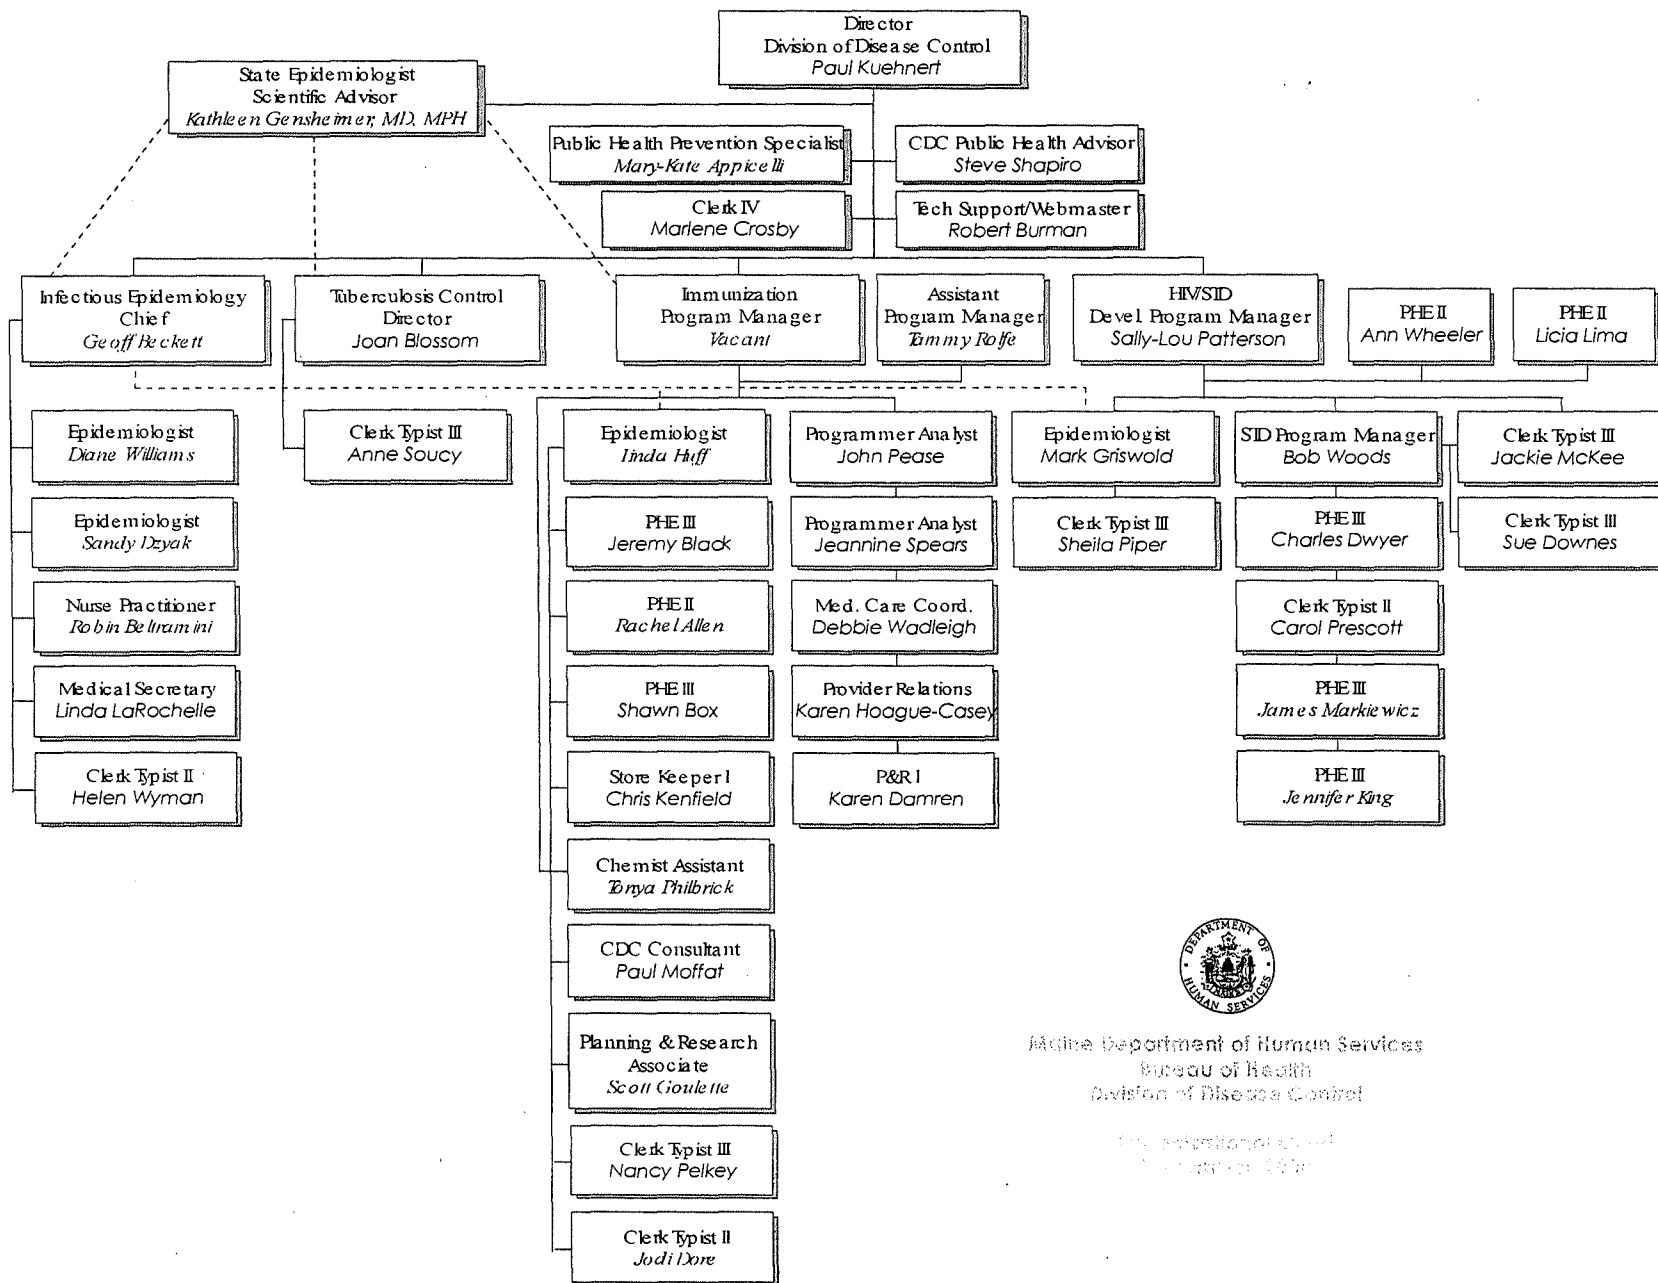 Director
Division of Disease Control
Paul Kuehnert
State Epidemiologist
Scientific Advisor
Kathleen Gensheimer, MD, MPH
Public Health Prevention Specialist
Mary-Kate Appicelli
CDC Public Health Advisor
Steve Shapiro
Clerk IV
Marlene Crosby
Tech Support/Webmaster
Robert Burman
Infectious Epidemiology
Chief
Geoff Beckett
Tuberculosis Control
Director
Joan Blossom
Immunization
Program Manager
Vacant
Assistant
Program Manager
Tammy Rolfe
HIV/STD
Devel. Program Manager
Sally-Lou Patterson
PHE II
Ann Wheeler
PHE II
Licia Lima
Epidemiologist
Diane Williams
Clerk Typist III
Anne Soucy
Epidemiologist
Linda Huff
Programmer Analyst
John Pease
Epidemiologist
Mark Griswold
STD Program Manager
Bob Woods
Clerk Typist III
Jackie McKee
Epidemiologist
Sandy Dzyak
PHE III
Jeremy Black
Programmer Analyst
Jeannine Spears
Clerk Typist III
Sheila Piper
PHE III
Charles Dwyer
Clerk Typist III
Sue Downes
Nurse Practitioner
Robin Beltramini
PHE II
Rachel Allen
Med. Care Coord.
Debbie Wadleigh
Clerk Typist II
Carol Prescott
Medical Secretary
Linda LaRochelle
PHE III
Shawn Box
Provider Relations
Karen Hoague-Casey
PHE III
James Markiewicz
Clerk Typist II
Helen Wyman
Store Keeper I
Chris Kenfield
P&R I
Karen Damren
PHE III
Jennifer King
Chemist Assistant
Tonya Philbrick
CDC Consultant
Paul Moffat
Planning & Research
Associate
Scott Goulette
Clerk Typist III
Nancy Pelkey
Clerk Typist II
Jodi Dore
DEPARTMENT OF
HUMAN SERVICES
Maine Department of Human Services
Bureau of Health
Division of Disease Control